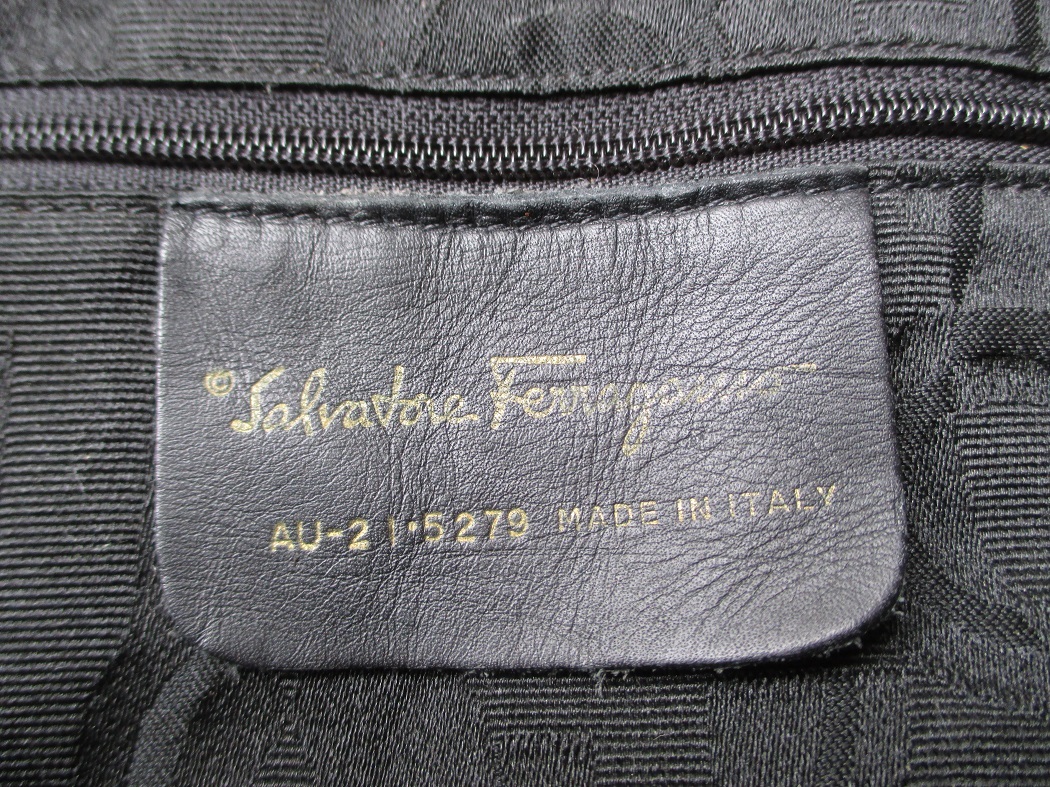 © Salvatore Ferragamo
AU-21•5279 MADE IN ITALY